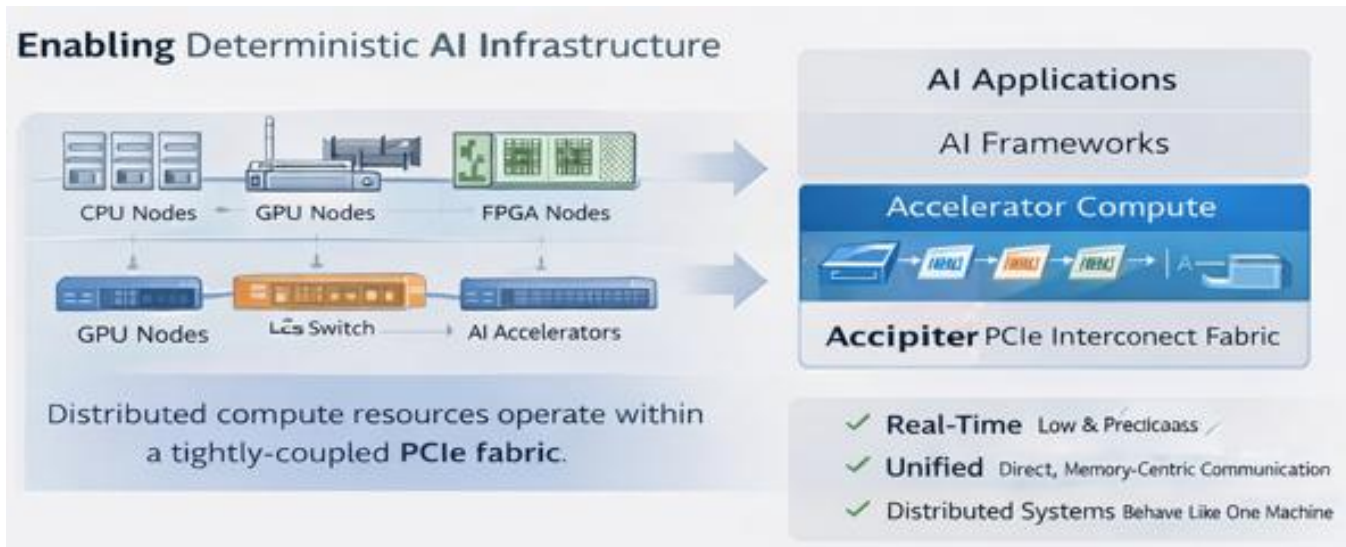 Enabling Deterministic AI Infrastructure
CPU Nodes
GPU Nodes
FPGA Nodes
GPU Nodes
Switch
AI Accelerators
Distributed compute resources operate within
a tightly-coupled PCIe fabric.
AI Applications
AI Frameworks
Accelerator Compute
A
Accipiter PCIe Interconect Fabric
Real-Time Low &
Unified Direct, Memory-Centric Communication
Distributed Systems Behave Like One Machine